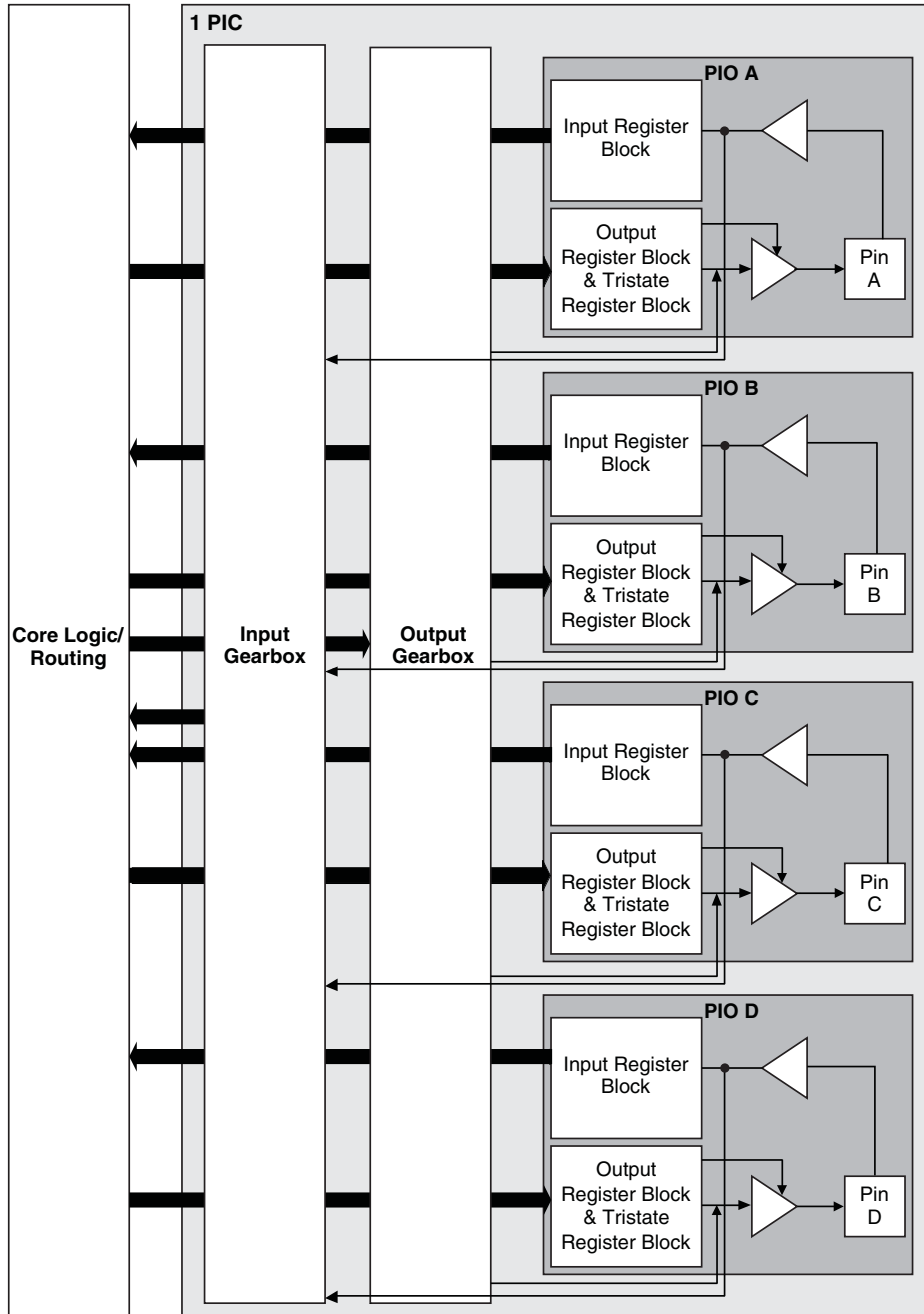 1 PIC
PIO A
Input Register
Block
Output
Register Block
& Tristate
Register Block
Pin
A
PIO B
Input Register
Block
Output
Register Block
& Tristate
Register Block
Pin
B
Core Logic/
Routing
Input
Gearbox
Output
Gearbox
PIO C
Input Register
Block
Output
Register Block
& Tristate
Register Block
Pin
C
PIO D
Input Register
Block
Output
Register Block
& Tristate
Register Block
Pin
D